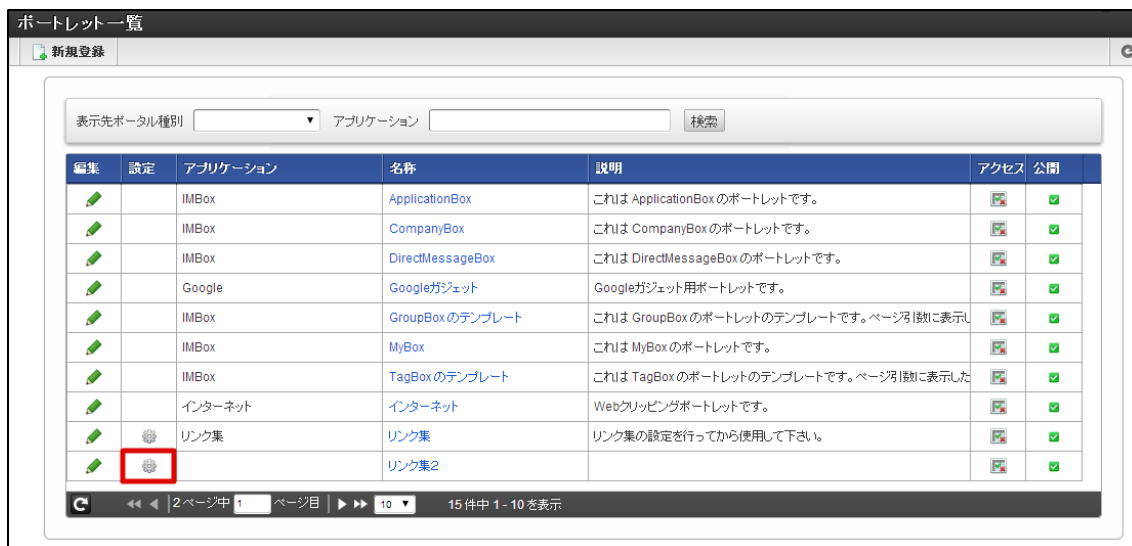 ポートレット一覧
新規登録
表示先ポータル種別 アプリケーション 検索
編集 設定 アプリケーション 名称 説明 アクセス 公開
IMBox ApplicationBox これは ApplicationBox のポートレットです。
IMBox CompanyBox これは CompanyBox のポートレットです。
IMBox DirectMessageBox これは DirectMessageBox のポートレットです。
Google Googleガジェット Googleガジェット用ポートレットです。
IMBox GroupBox のテンプレート これは GroupBox のポートレットのテンプレートです。ページ引数に表示し
IMBox MyBox これは MyBox のポートレットです。
IMBox TagBox のテンプレート これは TagBox のポートレットのテンプレートです。ページ引数に表示した
インターネット インターネット Webクリッピングポートレットです。
リンク集 リンク集 リンク集の設定を行ってから使用して下さい。
リンク集2
2ページ中 1 ページ目 10 15件中 1 - 10 を表示